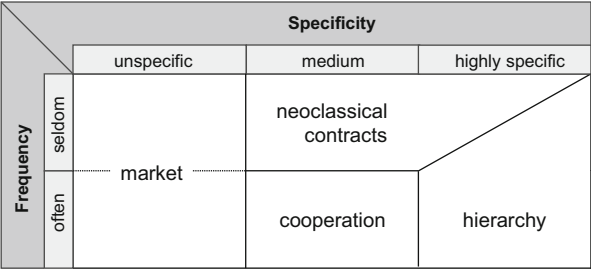 Specificity
unspecific
medium
highly specific
Frequency
seldom
often
neoclassical
contracts
market
cooperation
hierarchy